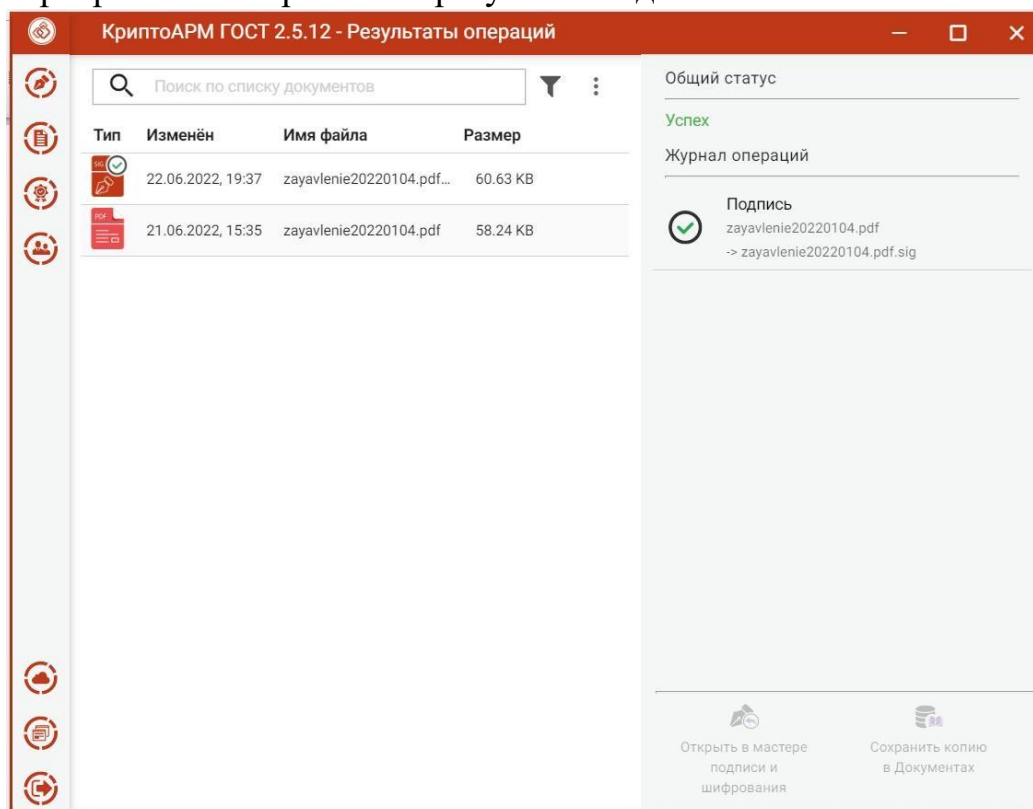 КриптоАРМ ГОСТ 2.5.12 - Результаты операций
Поиск по списку документов
Тип Изменён Имя файла Размер
SIG
22.06.2022, 19:37 zayavlenie20220104.pdf... 60.63 KB
PDF
21.06.2022, 15:35 zayavlenie20220104.pdf 58.24 KB
Общий статус
Успех
Журнал операций
Подпись
zayavlenie20220104.pdf
-> zayavlenie20220104.pdf.sig
Открыть в мастере
подписи и
шифрования
Сохранить копию
в Документах